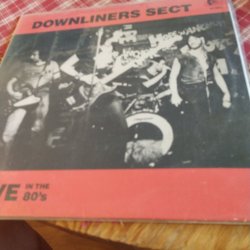 DOWNLINERS SECT
VE IN THE
80's